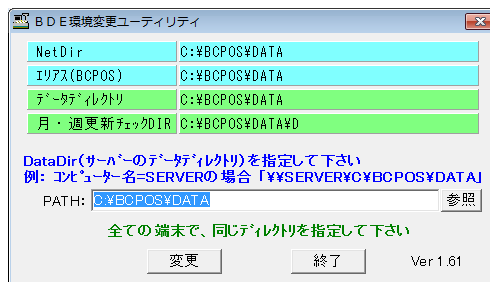 ＢＤＥ環境変更ユーティリティ
NetDir C:¥BCPOS¥DATA
ｴﾘｱｽ(BCPOS) C:¥BCPOS¥DATA
ﾃﾞｰﾀﾃﾞｨﾚｸﾄﾘ C:¥BCPOS¥DATA
月・週更新ﾁｪｯｸDIR C:¥BCPOS¥DATA¥D
DataDir(ｻｰﾊﾞｰのﾃﾞｰﾀﾃﾞｨﾚｸﾄﾘ)を指定して下さい
例: ｺﾝﾋﾟｭｰﾀｰ名=SERVERの場合「¥¥SERVER¥C¥BCPOS¥DATA」
PATH: C:¥BCPOS¥DATA 参照
全ての端末で、同じﾃﾞｨﾚｸﾄﾘを指定して下さい
変更 終了 Ver 1.61